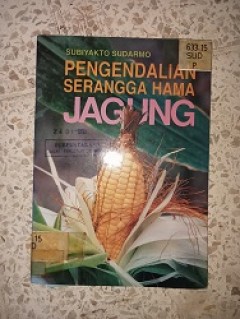 SUBIYAKTO SUDARMO
633.15
SUD
P
PENGENDALIAN
SERANGGA HAMA
JAGUNG